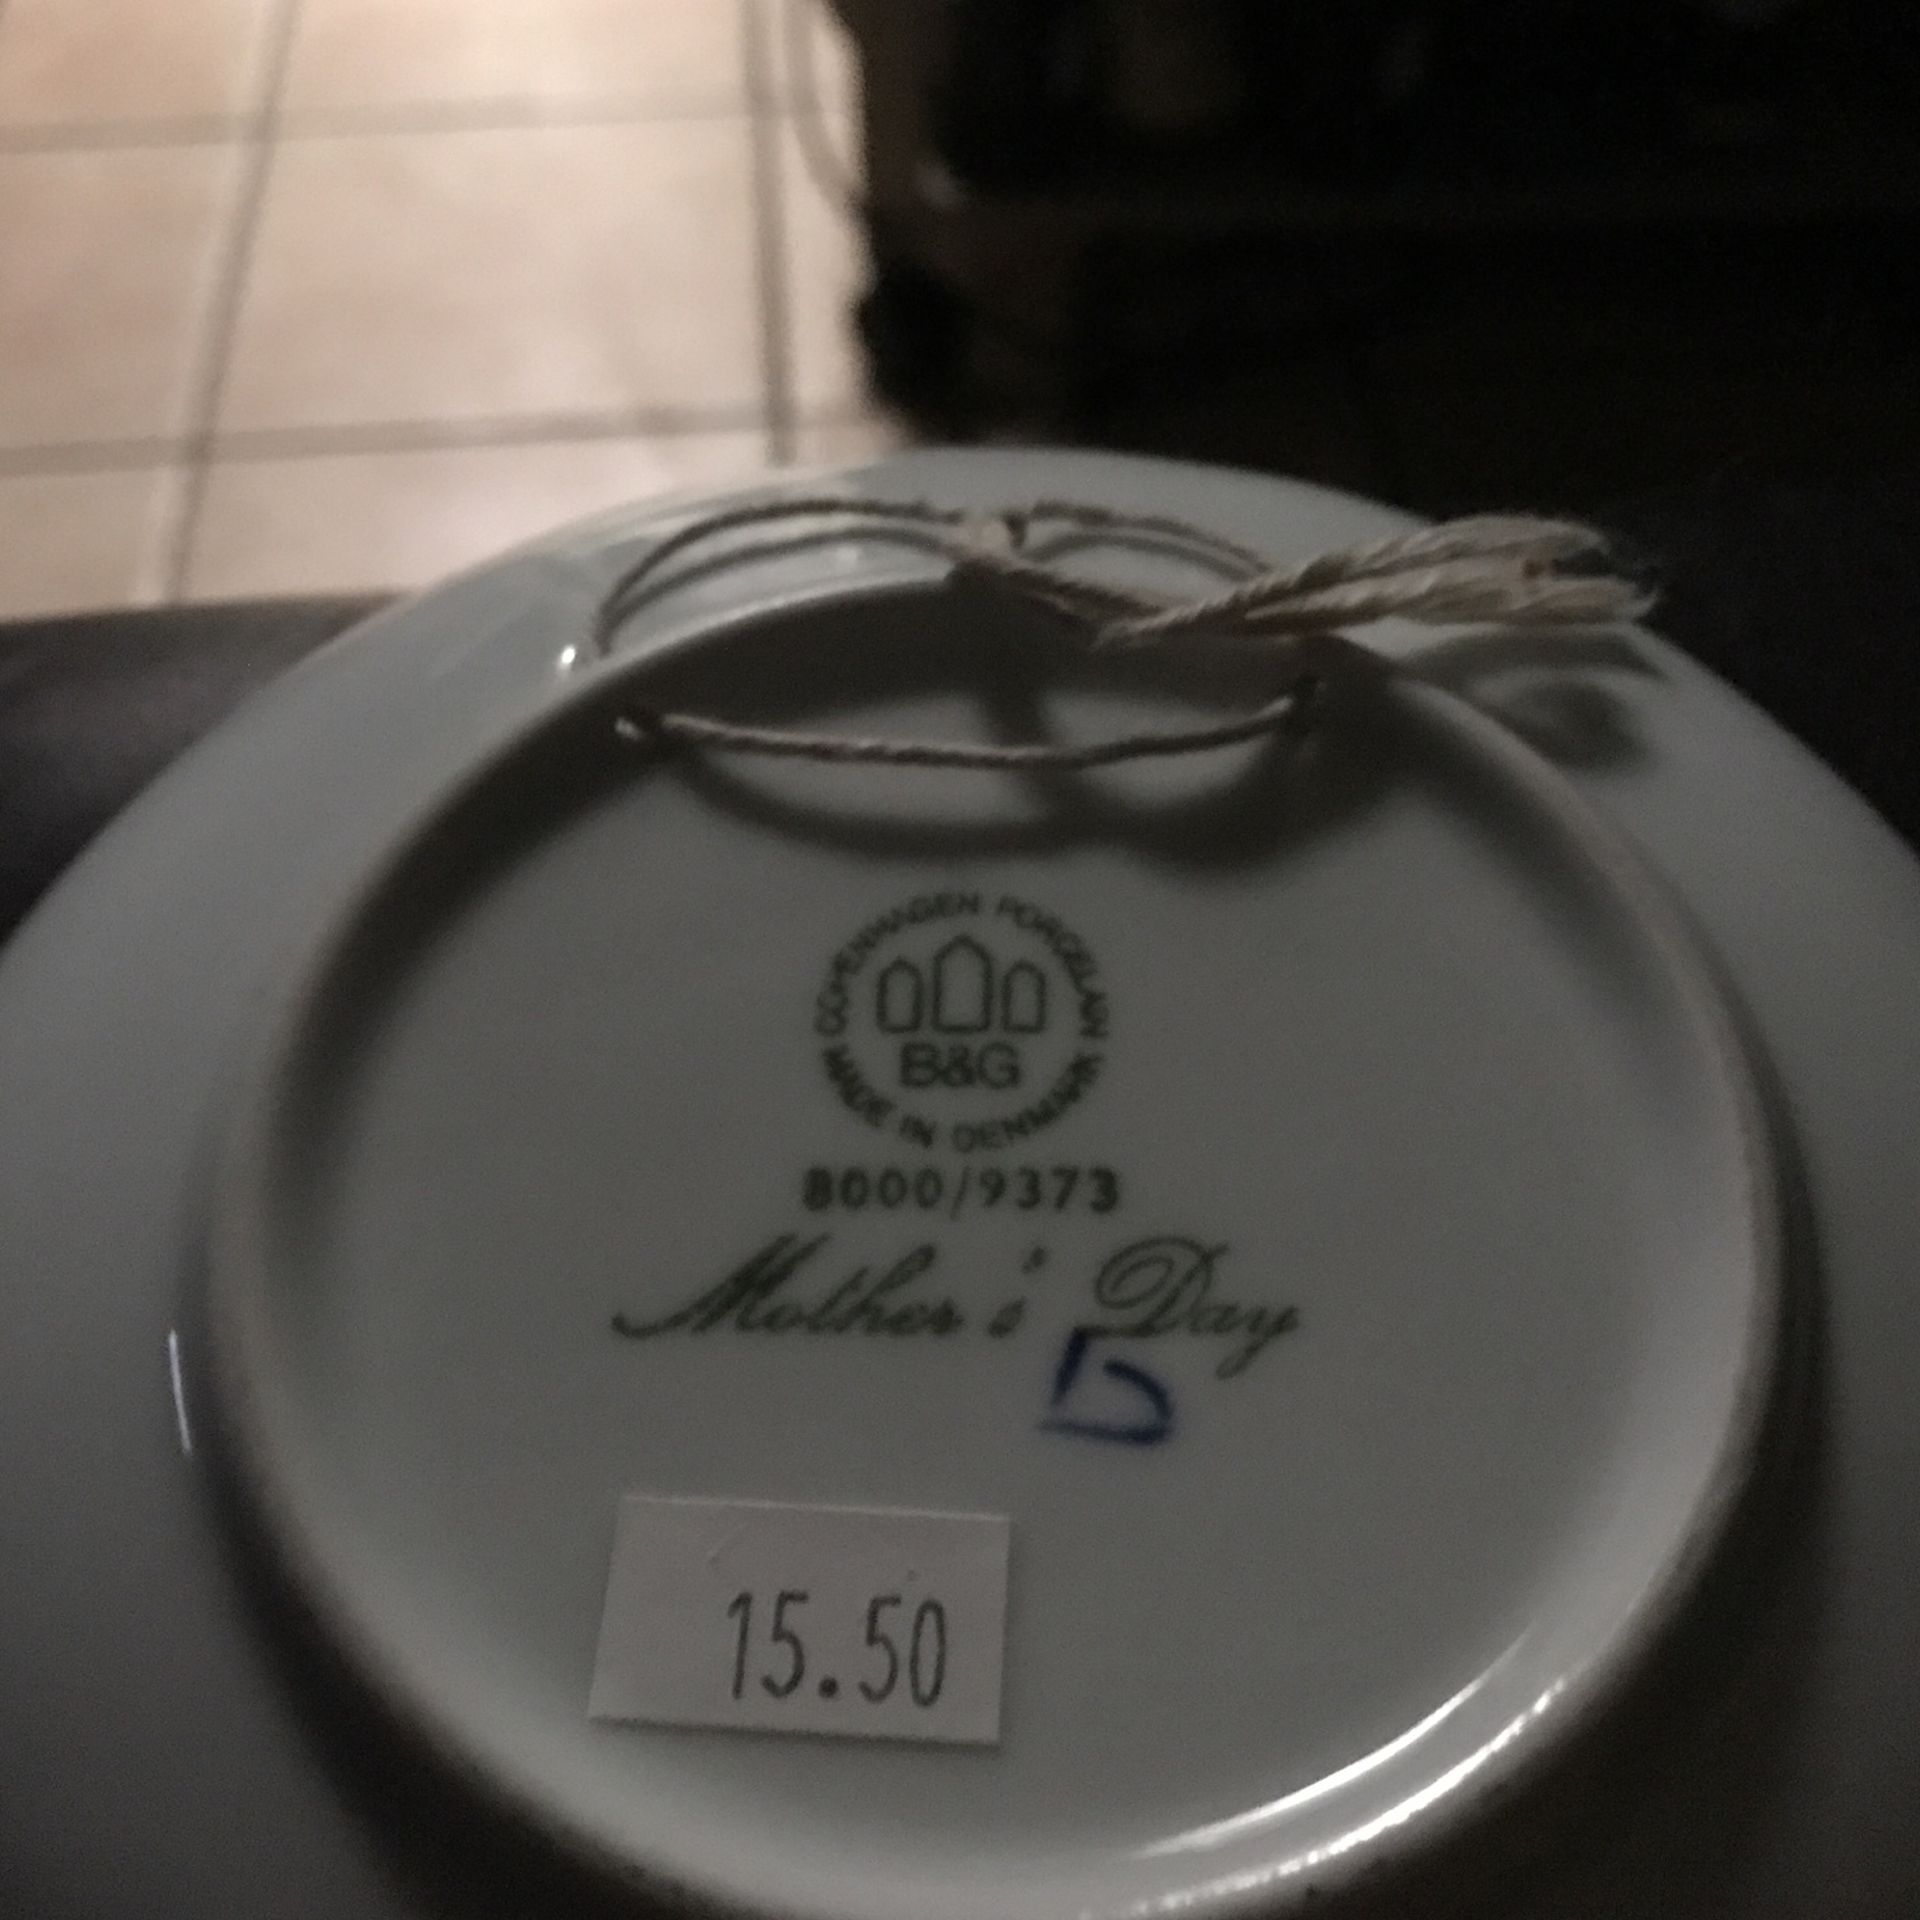 COPENHAGEN PORCELAIN
B&G
MADE IN DENMARK
8000/9373
Mother's Day
15.50